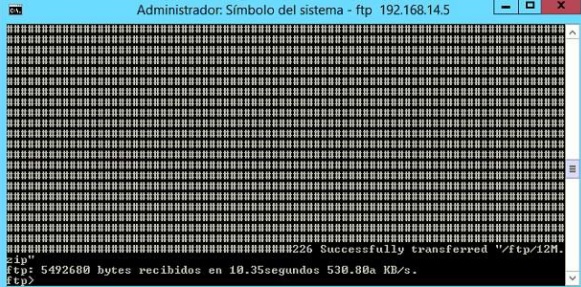 Administrador: Símbolo del sistema - ftp 192.168.14.5
226 Successfully transferred "/ftp/12M.
zip"
ftp: 5492680 bytes recibidos en 10.35segundos 530.80a KB/s.
ftp>